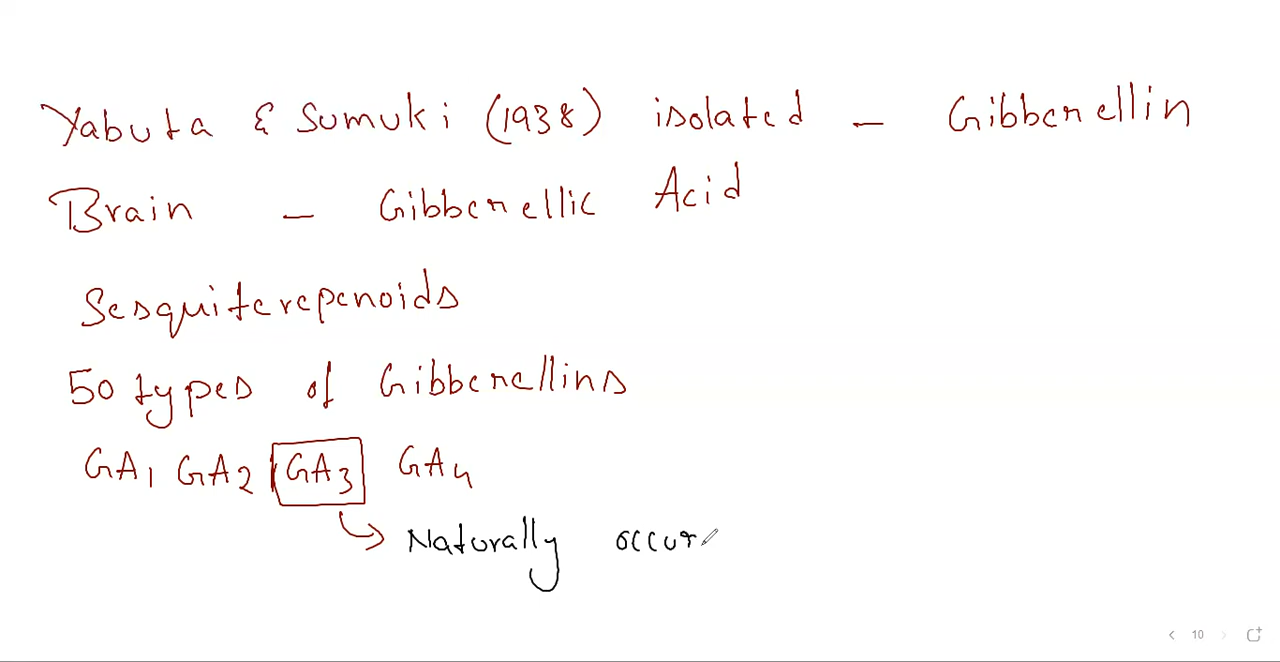 Yabuta & Sumuki (1938) isolated – Gibberellin
Brain – Gibberellic Acid
Sesquiterepenoids
50 types of Gibberellins
GA1 GA2 GA3 GA4
Naturally occur
10